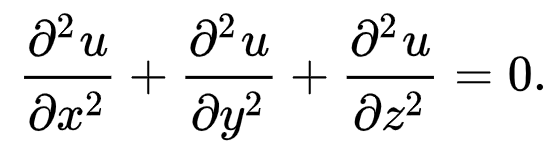 ∂²u/∂x² + ∂²u/∂y² + ∂²u/∂z² = 0.